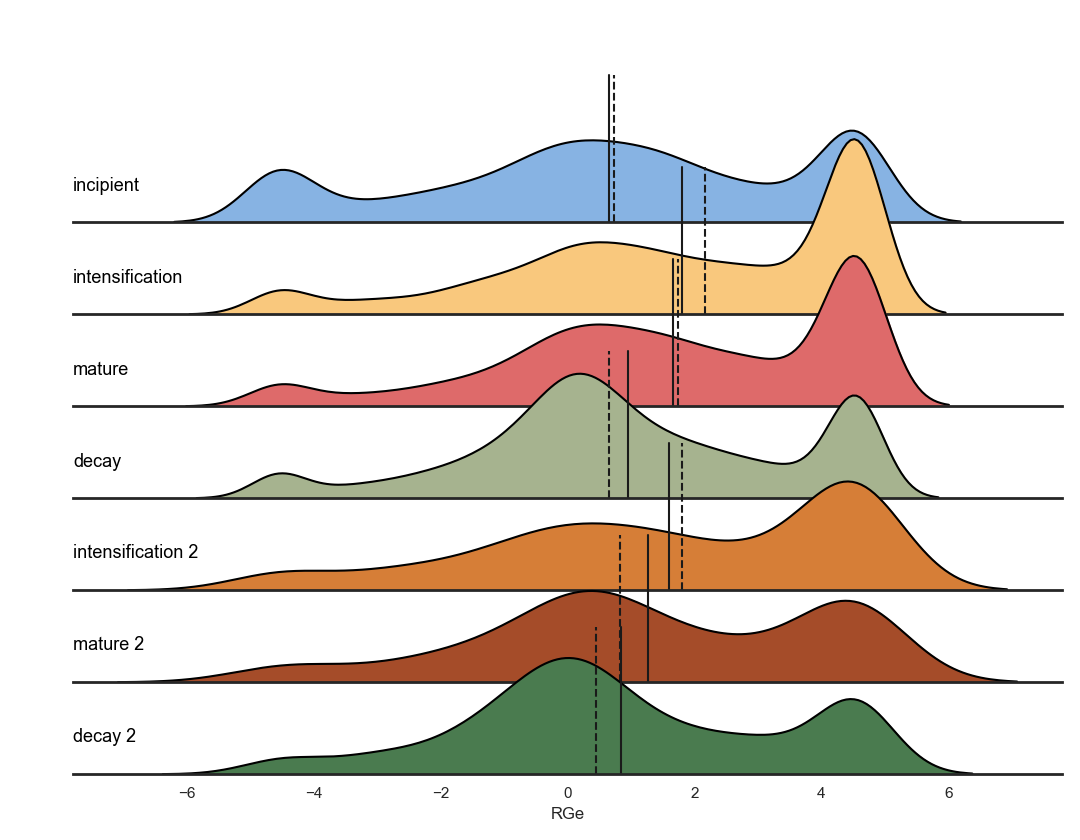 incipient
intensification
mature
decay
intensification 2
mature 2
decay 2
−6 −4 −2 0 2 4 6
RGe